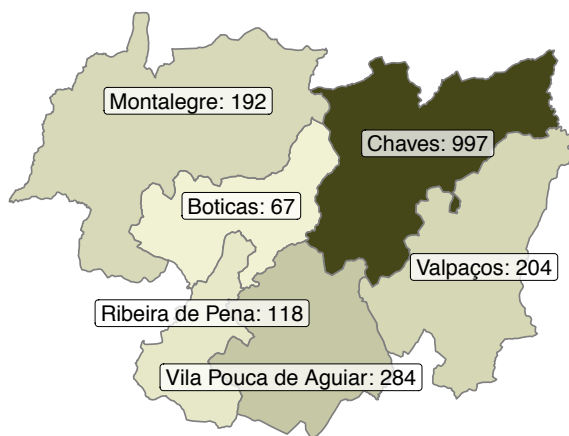 Montalegre: 192
Chaves: 997
Boticas: 67
Valpaços: 204
Ribeira de Pena: 118
Vila Pouca de Aguiar: 284